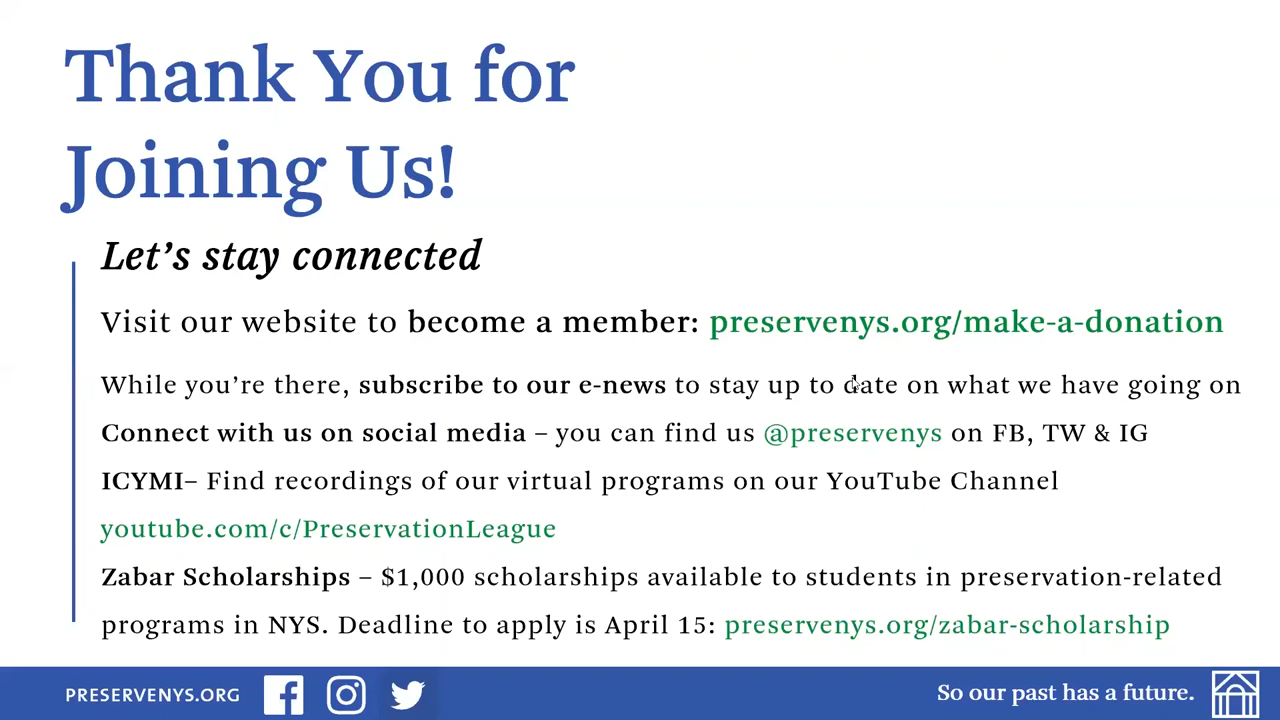 Thank You for
Joining Us!
Let’s stay connected
Visit our website to become a member: preservenys.org/make-a-donation
While you’re there, subscribe to our e-news to stay up to date on what we have going on
Connect with us on social media – you can find us @preservenys on FB, TW & IG
ICYMI– Find recordings of our virtual programs on our YouTube Channel
youtube.com/c/PreservationLeague
Zabar Scholarships – $1,000 scholarships available to students in preservation-related
programs in NYS. Deadline to apply is April 15: preservenys.org/zabar-scholarship
PRESERVENYS.ORG
So our past has a future.